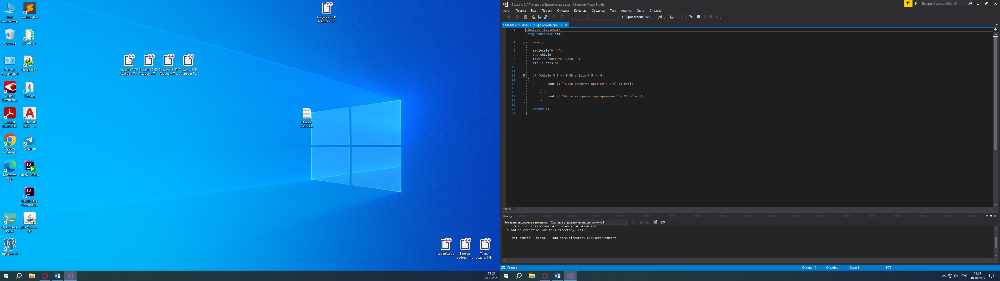 Этот
компьютер
sublime_text
6 задача 2 ЛР
Азаров и Т...
Корзина
WordPress
Панель
управления
Notepad++
2 задача 2 ЛР
Азаров и Т...
3 задача 2 ЛР
Азаров и Т...
5 задача 2 ЛР
Азаров и Т...
7 задача 2ЛР
Азаров и Т...
ABBYY
FineRead...
Coding
Acrobat
Reader DC
AutoCAD
2022 —...
Новый
текстов...
Google
Chrome
Telegram
Microsoft
Edge
idealC-2023...
IntelliJ IDEA
Communi...
Open Server
Panel
jdk-20_win...
(1)
pgAdmin 4
1zadanie.cpp
Вторая
работа 1 ...
Третья
задача 1 Л...
13:03
10.10.2023
5 задача 2 ЛР Азаров и Трифоченков.cpp - Microsoft Visual Studio
Быстрый запуск (Ctrl+Q)
Файл Правка Вид Проект Отладка Команда Средства Тест Анализ Окно Справка
Присоединение...
5 задача 2 ЛР Аза...и Трифоченков.cpp
1 #include <iostream>
2 using namespace std;
3
4 int main()
5 {
6 setlocale(0, "");
7 int chislo;
8 cout << "Введите число: ";
9 cin >> chislo;
10
11
12 if (chislo % 3 == 0 && chislo % 5 == 0)
13 {
14 cout << "Число является кратным 3 и 5" << endl;
15 }
16 else {
17 cout << "Число не кратно одновременно 3 и 5" << endl;
18 }
19
20 return 0;
21 }
100 %
Вывод
Показать выходные данные из: Система управления версиями — Git
'S-1-5-21-2239917960-3472567546-2674164130-1002'
To add an exception for this directory, call:
git config --global --add safe.directory C:/Users/Student
Готово
Строка 10 Столбец 1 Знак 1 ВСТ
РУС
13:03
10.10.2023